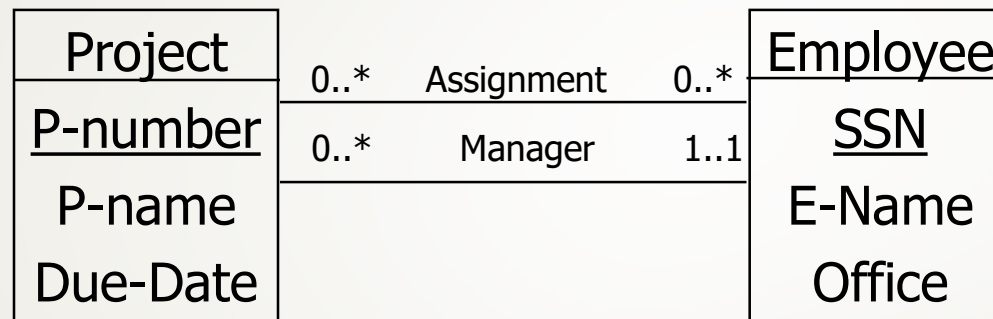 Project
P-number
P-name
Due-Date
0..* Assignment 0..*
0..* Manager 1..1
Employee
SSN
E-Name
Office